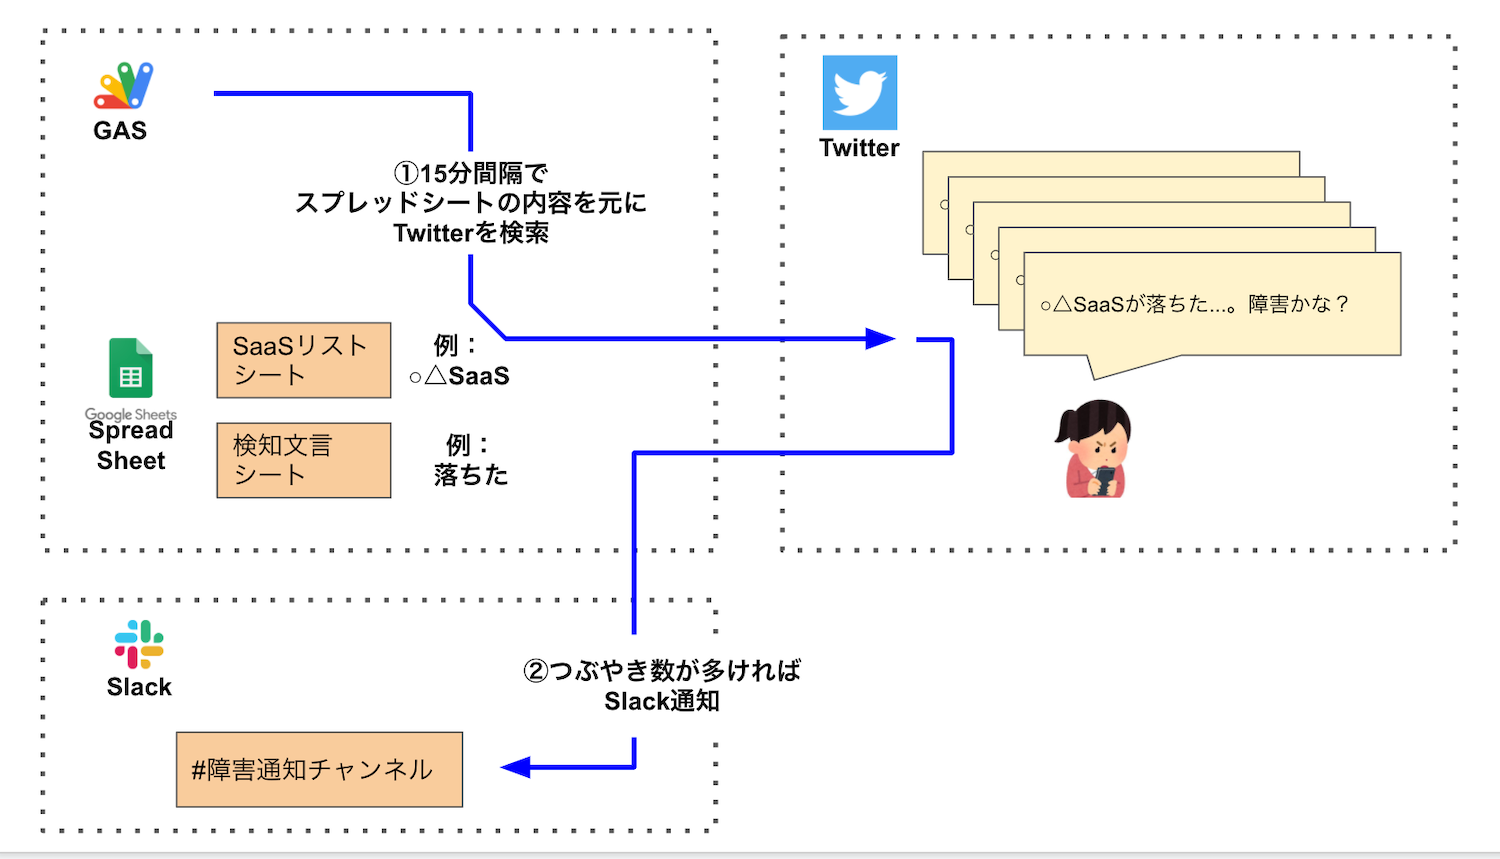 GAS
①15分間隔で
スプレッドシートの内容を元に
Twitterを検索
Google Sheets
Spread
Sheet
SaaSリスト
シート
例：
○△SaaS
検知文言
シート
例：
落ちた
Twitter
○
○
○
○
○△SaaSが落ちた...。障害かな？
Slack
②つぶやき数が多ければ
Slack通知
#障害通知チャンネル